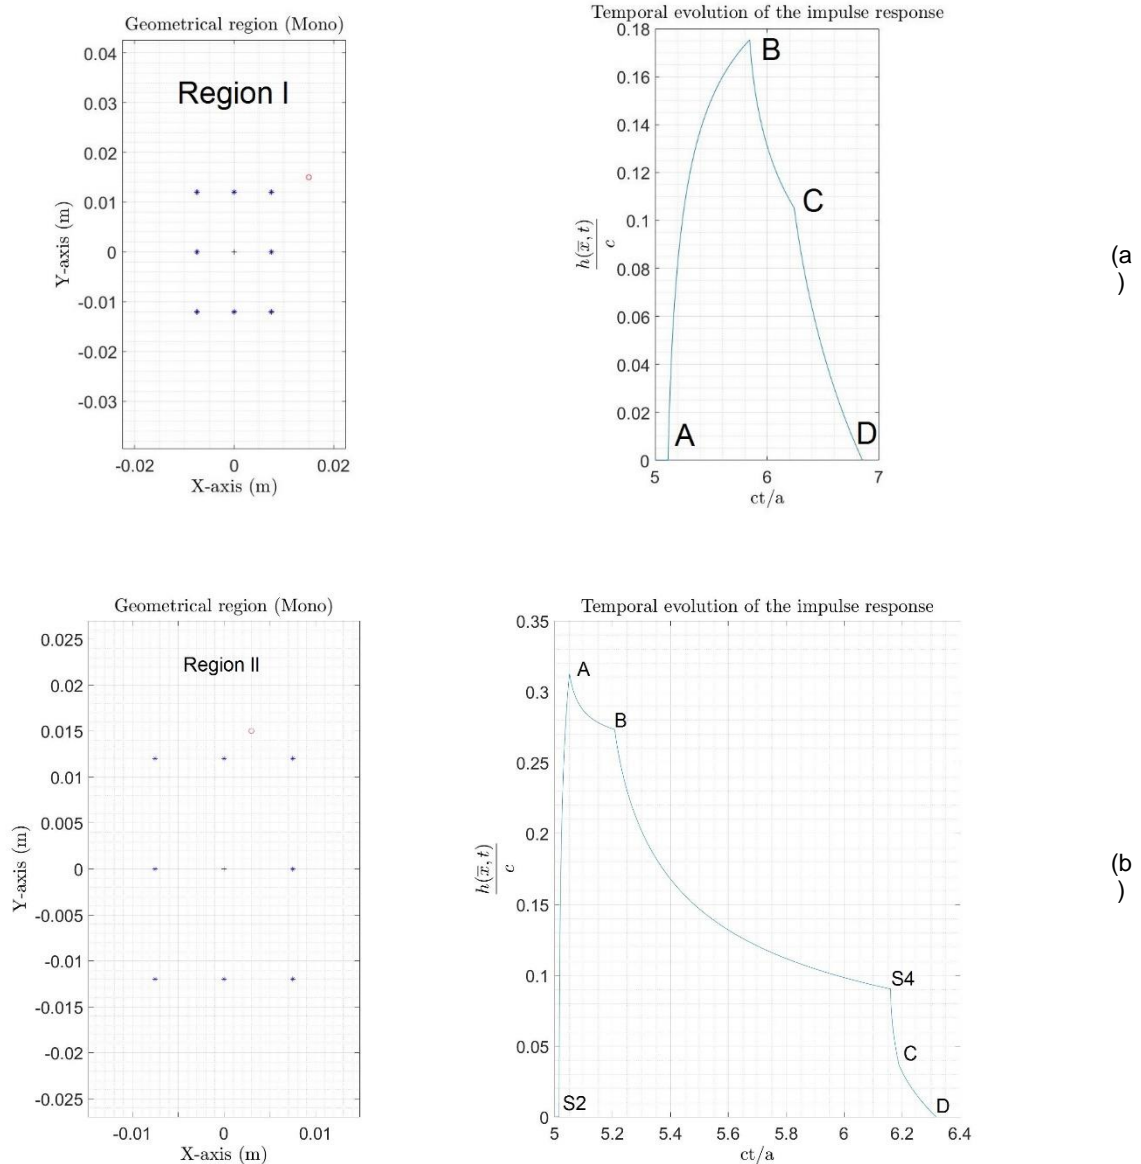 Geometrical region (Mono)
Region I
0.04
0.03
0.02
0.01
0
-0.01
-0.02
-0.03
Y-axis (m)
-0.02
0
0.02
X-axis (m)
Temporal evolution of the impulse response
0.18
0.16
0.14
0.12
0.1
0.08
0.06
0.04
0.02
0
h(x̅, t)
c
A
B
C
D
5
6
7
ct/a
(a
)
Geometrical region (Mono)
Region II
0.025
0.02
0.015
0.01
0.005
0
-0.005
-0.01
-0.015
-0.02
-0.025
Y-axis (m)
-0.01
0
0.01
X-axis (m)
Temporal evolution of the impulse response
0.35
0.3
0.25
0.2
0.15
0.1
0.05
0
h(x̅, t)
c
S2
A
B
S4
C
D
5
5.2
5.4
5.6
5.8
6
6.2
6.4
ct/a
(b
)